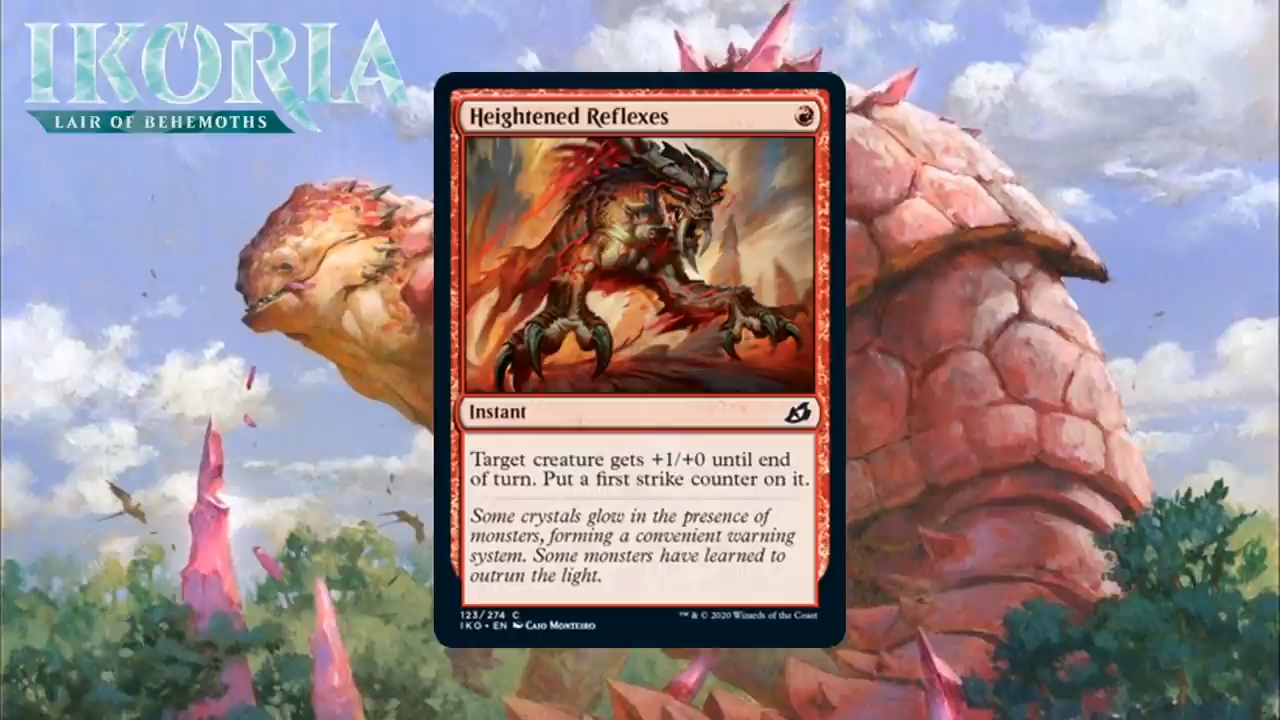 IKORIA
LAIR OF BEHEMOTHS
Heightened Reflexes
Instant
Target creature gets +1/+0 until end
of turn. Put a first strike counter on it.
Some crystals glow in the presence of
monsters, forming a convenient warning
system. Some monsters have learned to
outrun the light.
123/274 C
IKO • EN Caio Monteiro
™ & © 2020 Wizards of the Coast